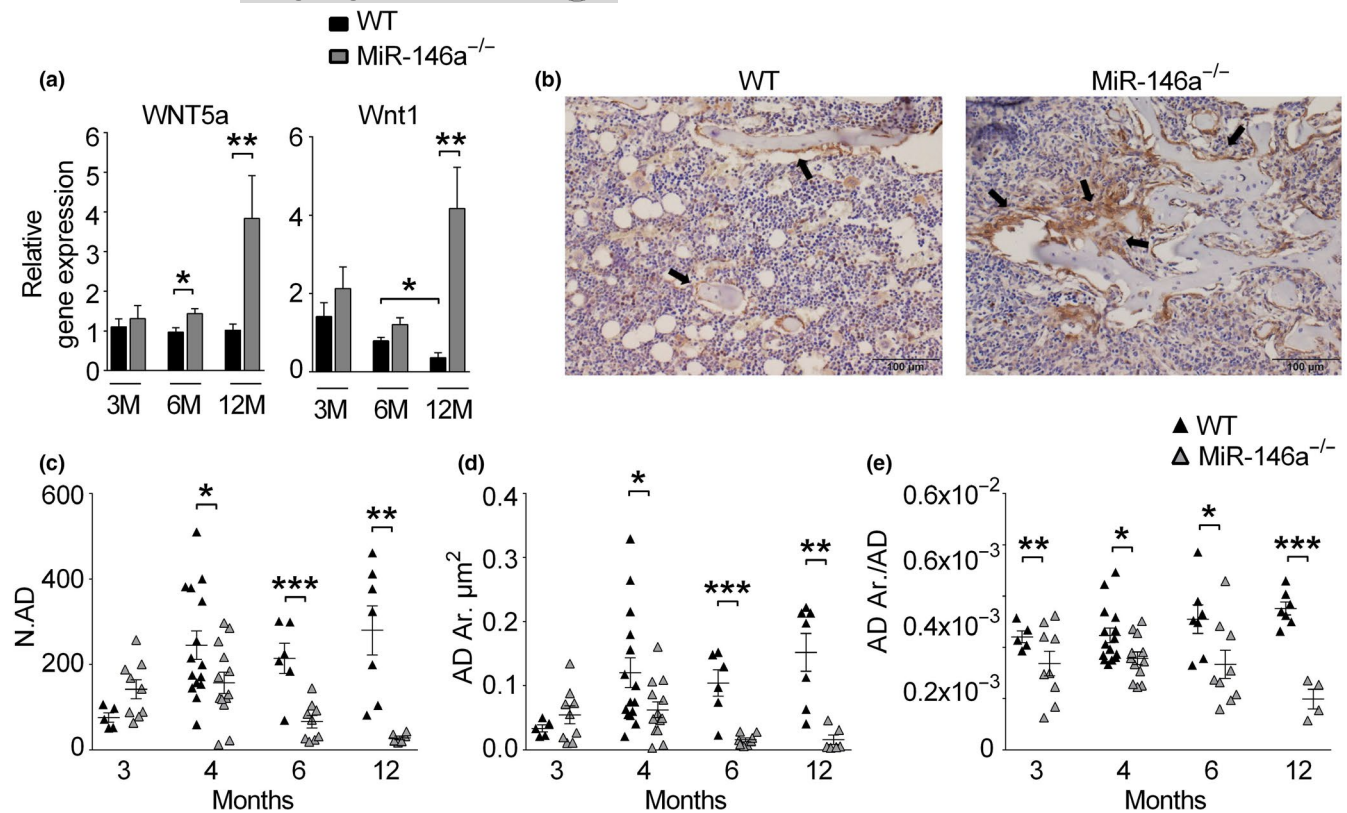 WT
MiR-146a−/−
(a)
WNT5a
Wnt1
Relative
gene expression
6
5
4
3
2
1
0
**
*
3M
6M
12M
6
4
2
0
**
*
3M
6M
12M
(b)
WT
MiR-146a−/−
100 μm
100 μm
WT
MiR-146a−/−
(c)
N.AD
600
400
200
0
*
***
**
3
4
6
12
Months
(d)
AD Ar. μm²
0.4
0.3
0.2
0.1
0.0
*
***
**
3
4
6
12
Months
(e)
AD Ar./AD
0.6x10⁻²
0.6x10⁻³
0.4x10⁻³
0.2x10⁻³
0
**
*
*
***
3
4
6
12
Months